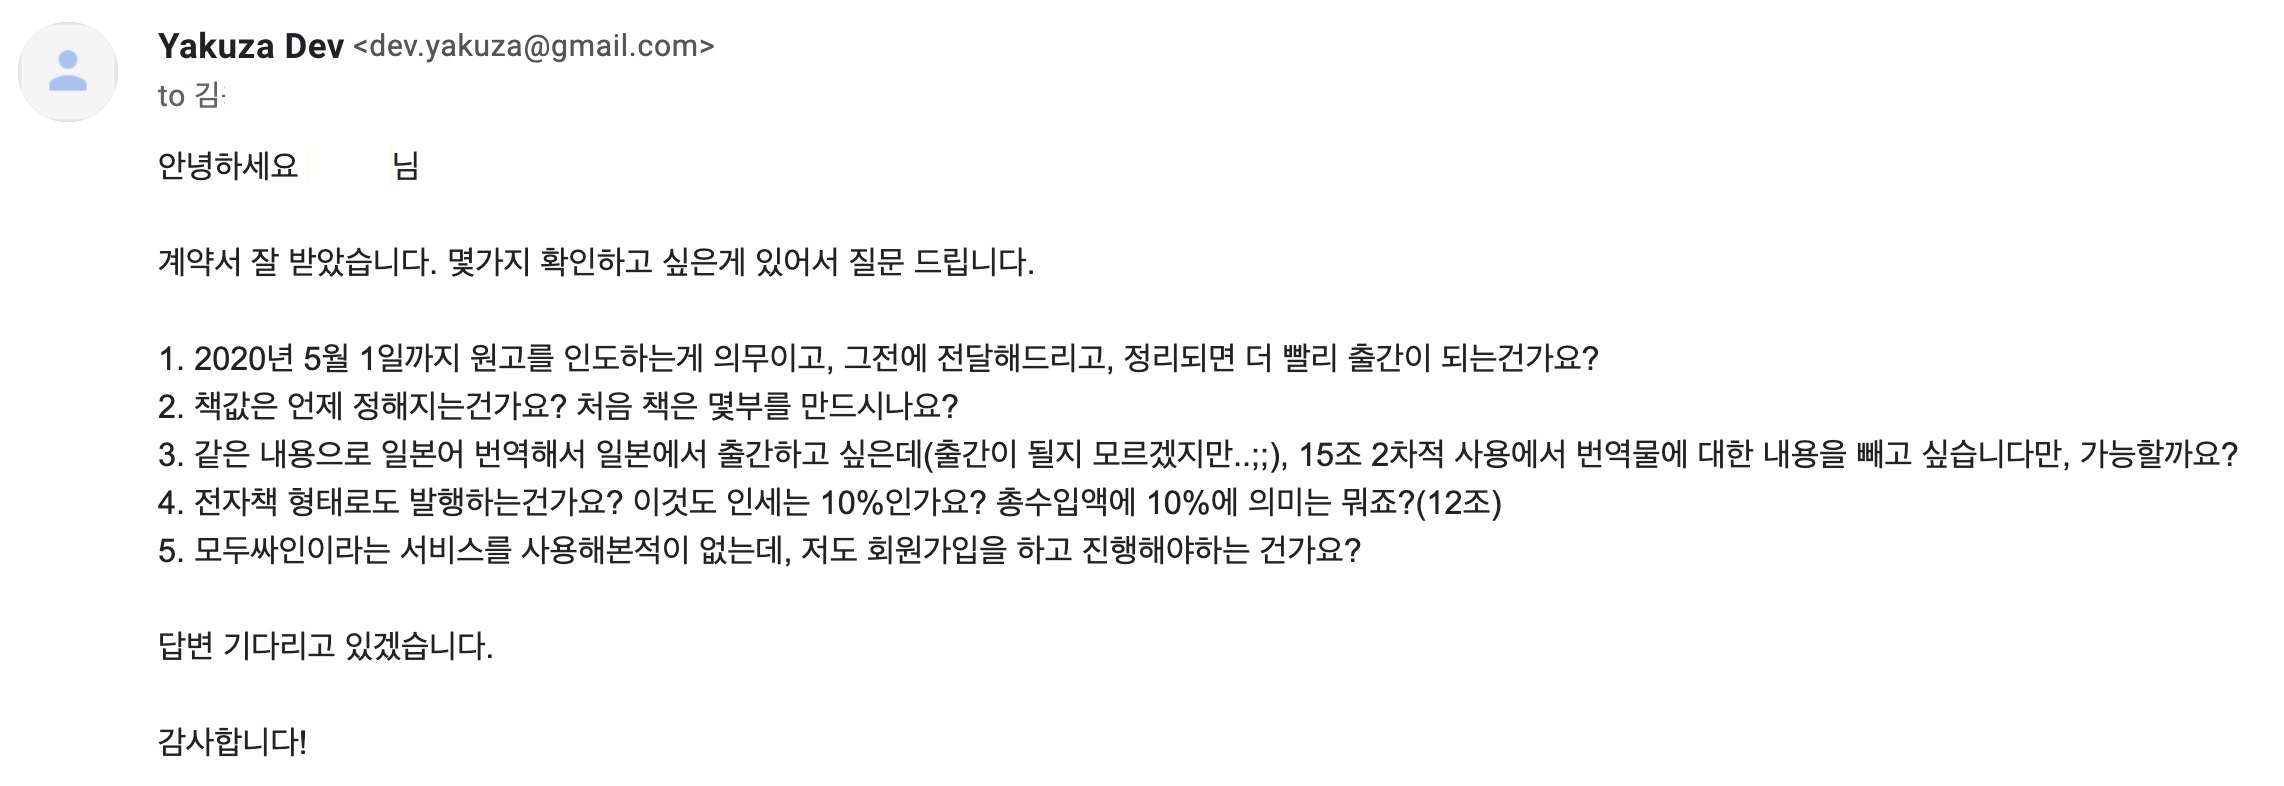 Yakuza Dev <dev.yakuza@gmail.com>
to 김
안녕하세요 님
계약서 잘 받았습니다. 몇가지 확인하고 싶은게 있어서 질문 드립니다.
1. 2020년 5월 1일까지 원고를 인도하는게 의무이고, 그전에 전달해드리고, 정리되면 더 빨리 출간이 되는건가요?
2. 책값은 언제 정해지는건가요? 처음 책은 몇부를 만드시나요?
3. 같은 내용으로 일본어 번역해서 일본에서 출간하고 싶은데(출간이 될지 모르겠지만..;;), 15조 2차적 사용에서 번역물에 대한 내용을 빼고 싶습니다만, 가능할까요?
4. 전자책 형태로도 발행하는건가요? 이것도 인세는 10%인가요? 총수입액에 10%에 의미는 뭐죠?(12조)
5. 모두싸인이라는 서비스를 사용해본적이 없는데, 저도 회원가입을 하고 진행해야하는 건가요?
답변 기다리고 있겠습니다.
감사합니다!